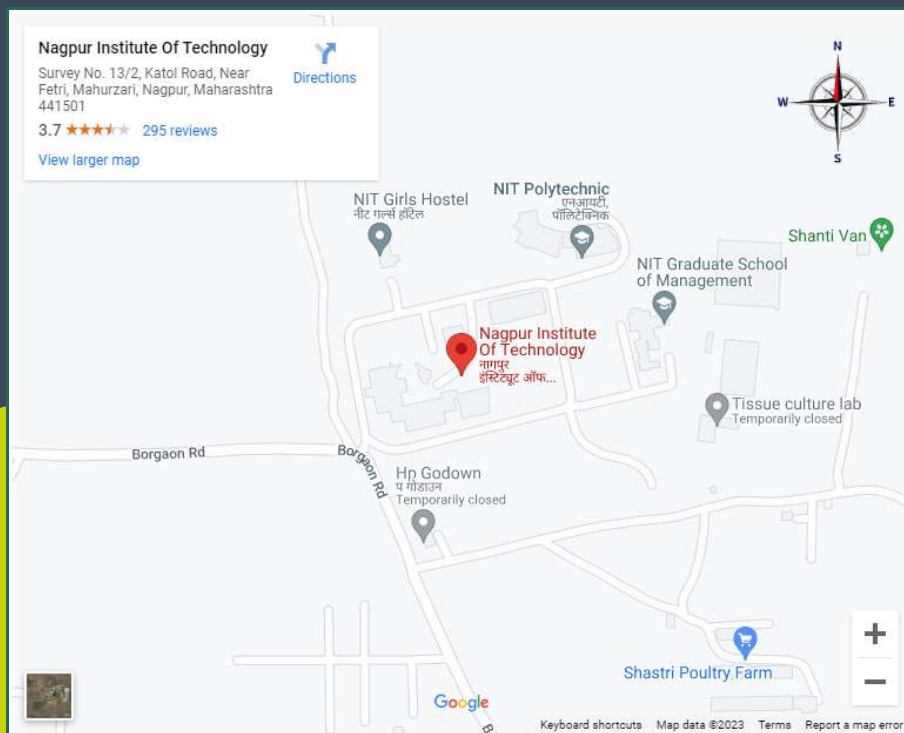 Nagpur Institute Of Technology
Directions
Survey No. 13/2, Katol Road, Near
Fetri, Mahurzari, Nagpur, Maharashtra
441501
3.7
295 reviews
View larger map
N
W
E
S
NIT Girls Hostel
नीट गर्ल्स हॉटेल
NIT Polytechnic
एनआयटी,
पॉलिटेक्निक
Shanti Van
NIT Graduate School
of Management
Nagpur Institute
Of Technology
नागपुर
इंस्टिट्यूट ऑफ...
Tissue culture lab
Temporarily closed
Borgaon Rd
Borgaon Rd
Hp Godown
प गोडाउन
Temporarily closed
Shastri Poultry Farm
+
−
Google
B
Keyboard shortcuts Map data ©2023 Terms Report a map error